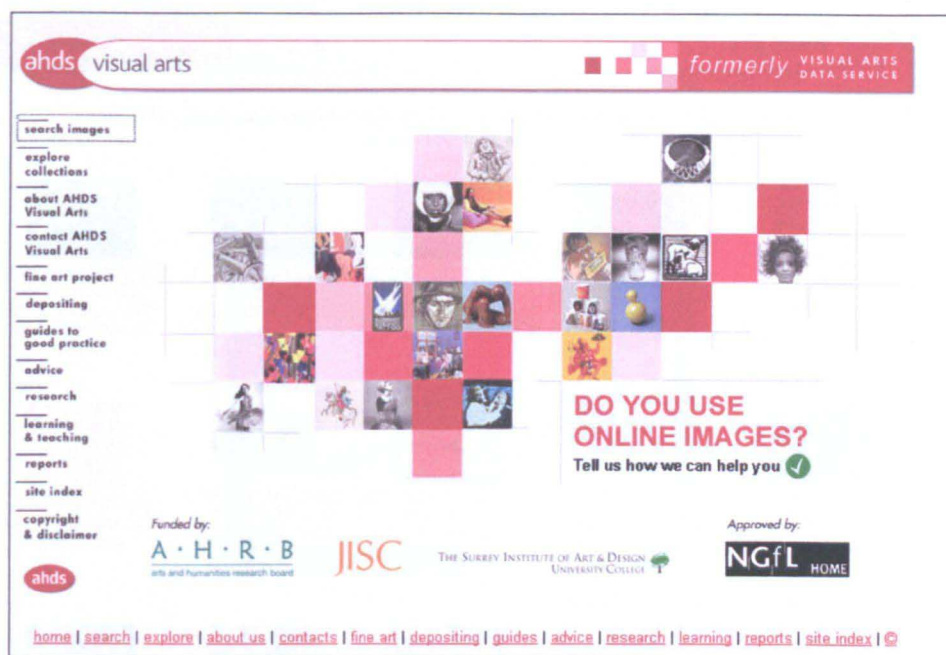 ahds visual arts
formerly VISUAL ARTS
DATA SERVICE
search images
explore
collections
about AHDS
Visual Arts
contact AHDS
Visual Arts
fine art project
depositing
guides to
good practice
advice
research
learning
& teaching
reports
site index
copyright
& disclaimer
ahds
DO YOU USE
ONLINE IMAGES?
Tell us how we can help you
Funded by:
A·H·R·B
arts and humanities research board
JISC
THE SURREY INSTITUTE OF ART & DESIGN
UNIVERSITY COLLEGE
Approved by:
NGfL HOME
home | search | explore | about us | contacts | fine art | depositing | guides | advice | research | learning | reports | site index | ©